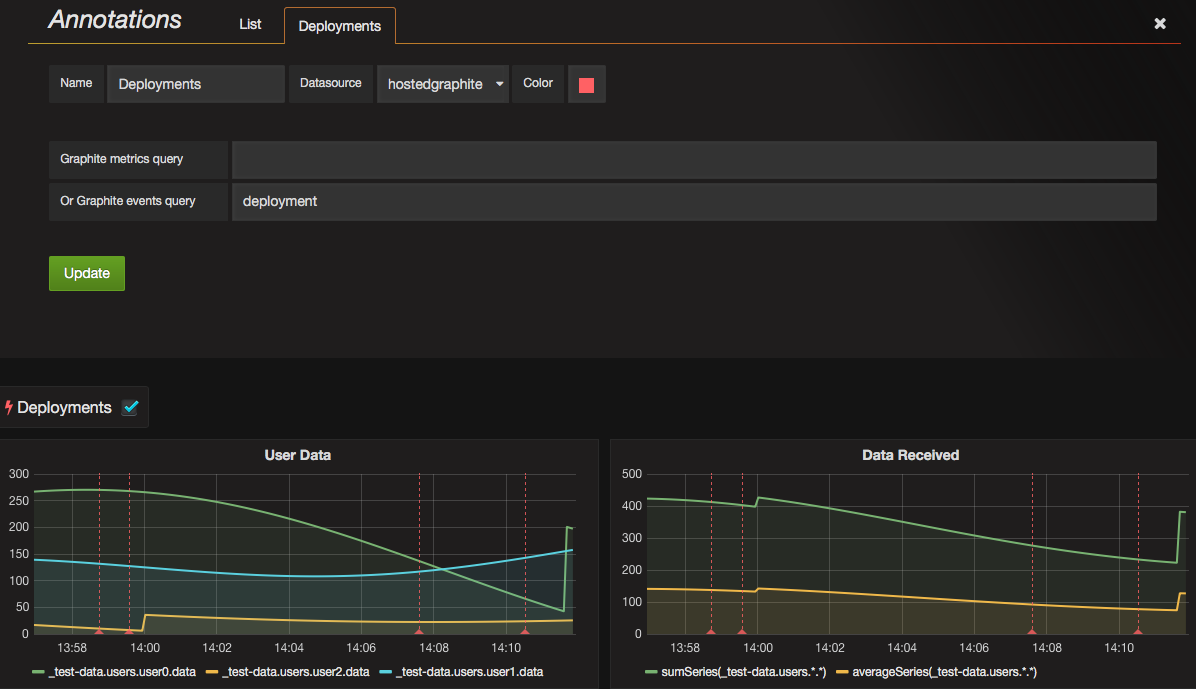 Annotations List Deployments ×
Name Deployments Datasource hostedgraphite Color
Graphite metrics query
Or Graphite events query deployment
Update
Deployments
User Data
300
250
200
150
100
50
0
13:58 14:00 14:02 14:04 14:06 14:08 14:10
_test-data.users.user0.data _test-data.users.user2.data _test-data.users.user1.data
Data Received
500
400
300
200
100
0
13:58 14:00 14:02 14:04 14:06 14:08 14:10
sumSeries(_test-data.users.*.*) averageSeries(_test-data.users.*.*)